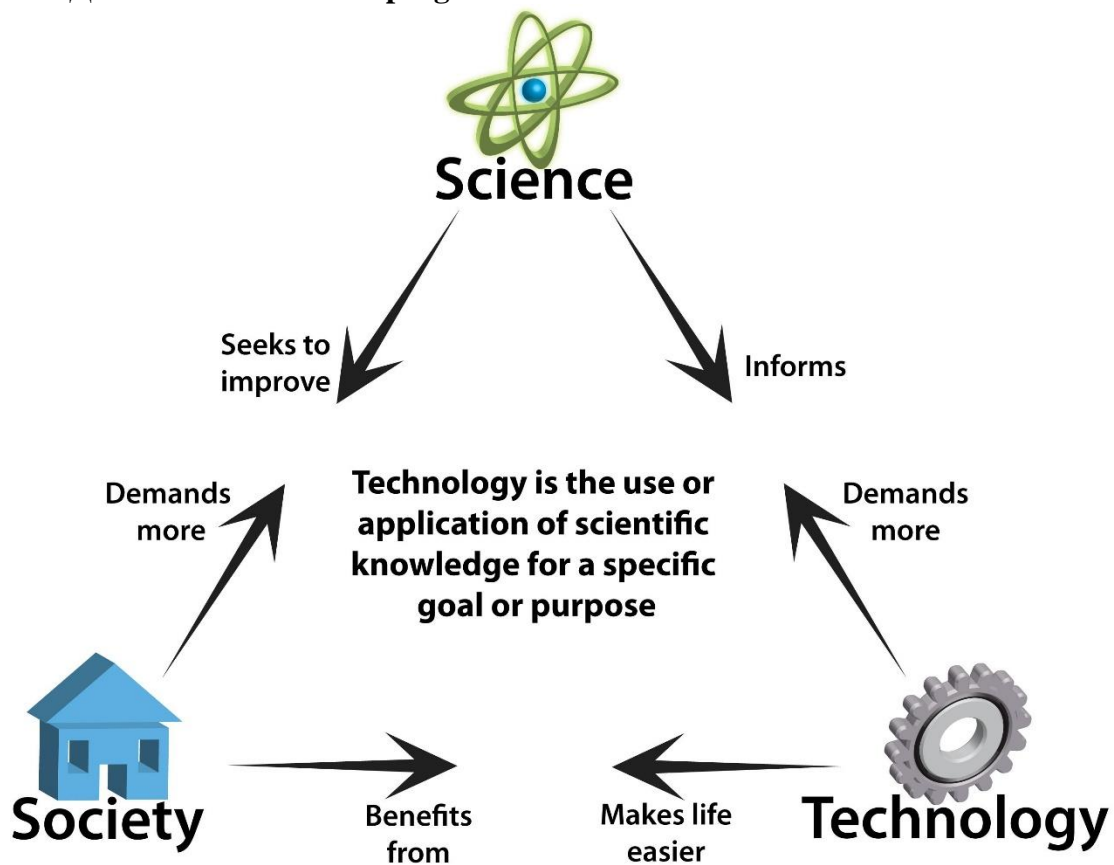 Science
Seeks to
improve
Informs
Demands
more
Technology is the use or
application of scientific
knowledge for a specific
goal or purpose
Demands
more
Society
Benefits
from
Makes life
easier
Technology